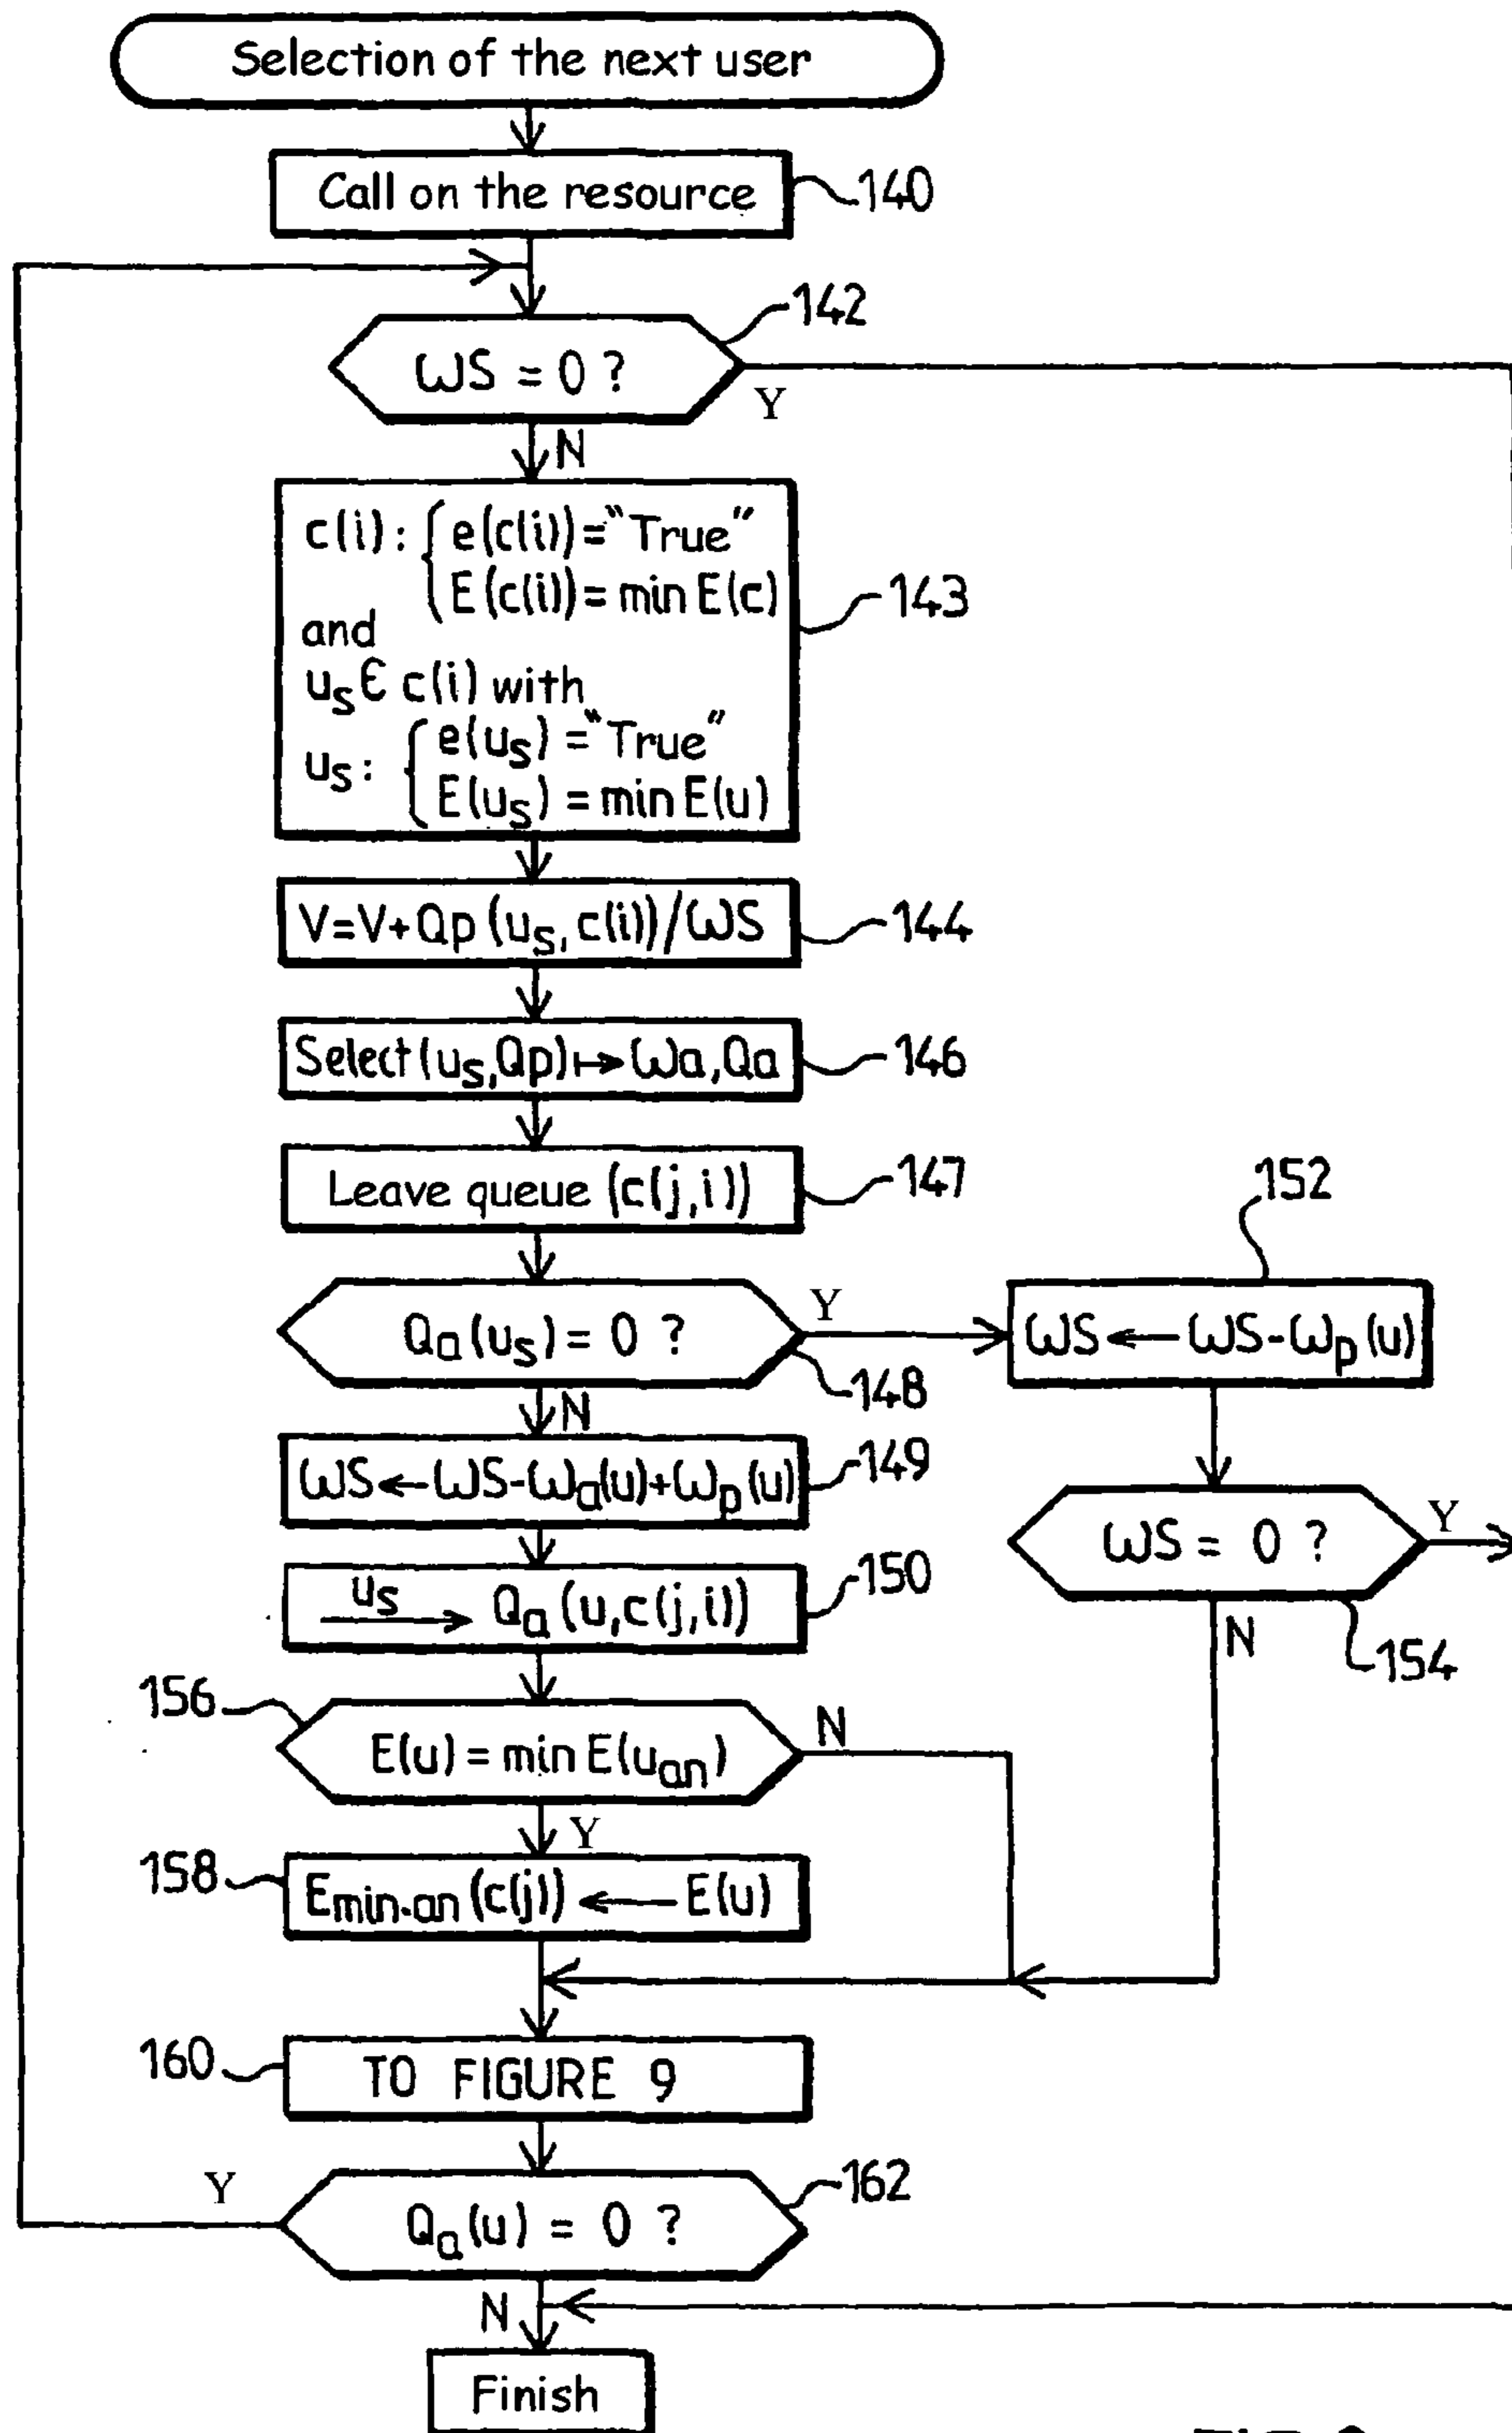 Selection of the next user
Call on the resource
140
142
ωS = 0 ?
Y
N
c(i): { e(c(i)) = "True"
E(c(i)) = min E(c)
143
and
us ∈ c(i) with
us: { e(us) = "True"
E(us) = min E(u)
V=V+Qp (us, c(i))/ωS
144
Select(us,Qp)↦ωa,Qa
146
Leave queue (c(j,i))
147
152
Qa(us) = 0 ?
Y
148
ωS ← ωS-ωp(u)
N
ωS←ωS-ωa(u)+ωp(u)
149
ωS = 0 ?
Y
154
N
us → Qa (u,c(j,i))
150
156
E(u) = min E(uan)
N
Y
158
Emin.an (c(j)) ← E(u)
160
TO FIGURE 9
162
Y
Qa(u) = 0 ?
N
Finish